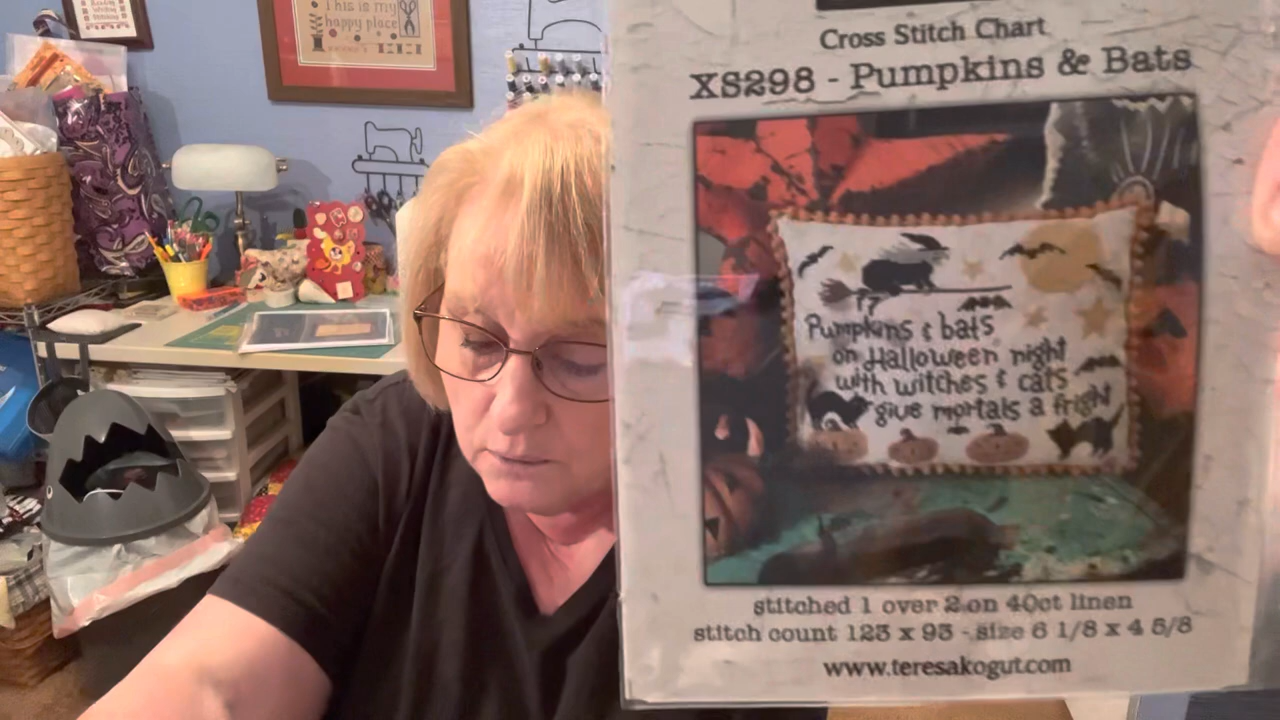 This is my
happy place
Cross Stitch Chart
XS298 - Pumpkins & Bats
Pumpkins & bats
on Halloween night
with witches & cats
give mortals a fright
stitched 1 over 2 on 40ct linen
stitch count 123 x 93 - size 6 1/8 x 4 5/8
www.teresakogut.com